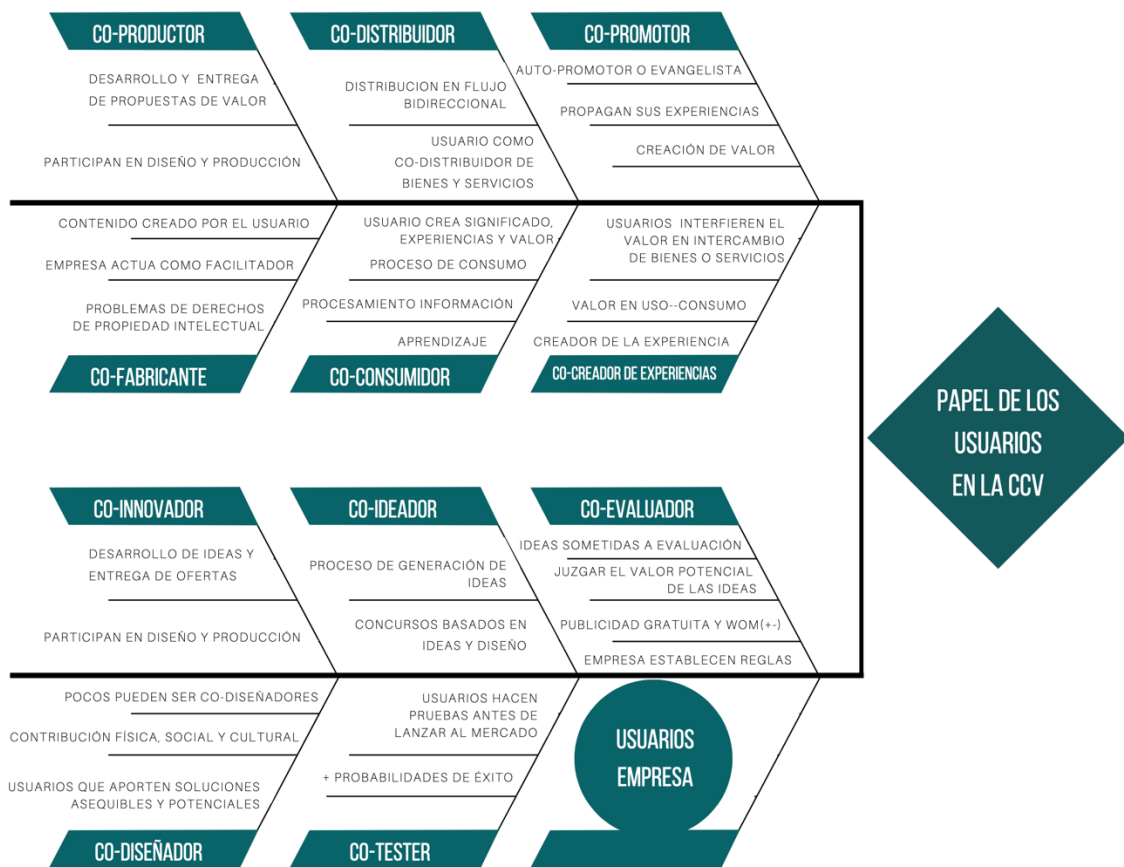 CO-PRODUCTOR
DESARROLLO Y ENTREGA
DE PROPUESTAS DE VALOR
PARTICIPAN EN DISEÑO Y PRODUCCIÓN
CO-DISTRIBUIDOR
DISTRIBUCION EN FLUJO
BIDIRECCIONAL
USUARIO COMO
CO-DISTRIBUIDOR DE
BIENES Y SERVICIOS
CO-PROMOTOR
AUTO-PROMOTOR O EVANGELISTA
PROPAGAN SUS EXPERIENCIAS
CREACIÓN DE VALOR
CONTENIDO CREADO POR EL USUARIO
EMPRESA ACTUA COMO FACILITADOR
PROBLEMAS DE DERECHOS
DE PROPIEDAD INTELECTUAL
CO-FABRICANTE
USUARIO CREA SIGNIFICADO,
EXPERIENCIAS Y VALOR
PROCESO DE CONSUMO
PROCESAMIENTO INFORMACIÓN
APRENDIZAJE
CO-CONSUMIDOR
USUARIOS INTERFIEREN EL
VALOR EN INTERCAMBIO
DE BIENES O SERVICIOS
VALOR EN USO--CONSUMO
CREADOR DE LA EXPERIENCIA
CO-CREADOR DE EXPERIENCIAS
PAPEL DE LOS
USUARIOS
EN LA CCV
CO-INNOVADOR
DESARROLLO DE IDEAS Y
ENTREGA DE OFERTAS
PARTICIPAN EN DISEÑO Y PRODUCCIÓN
CO-IDEADOR
PROCESO DE GENERACIÓN DE
IDEAS
CONCURSOS BASADOS EN
IDEAS Y DISEÑO
CO-EVALUADOR
IDEAS SOMETIDAS A EVALUACIÓN
JUZGAR EL VALOR POTENCIAL
DE LAS IDEAS
PUBLICIDAD GRATUITA Y WOM(+-)
EMPRESA ESTABLECEN REGLAS
POCOS PUEDEN SER CO-DISEÑADORES
CONTRIBUCIÓN FÍSICA, SOCIAL Y CULTURAL
USUARIOS QUE APORTEN SOLUCIONES
ASEQUIBLES Y POTENCIALES
CO-DISEÑADOR
USUARIOS HACEN
PRUEBAS ANTES DE
LANZAR AL MERCADO
+ PROBABILIDADES DE ÉXITO
CO-TESTER
USUARIOS
EMPRESA